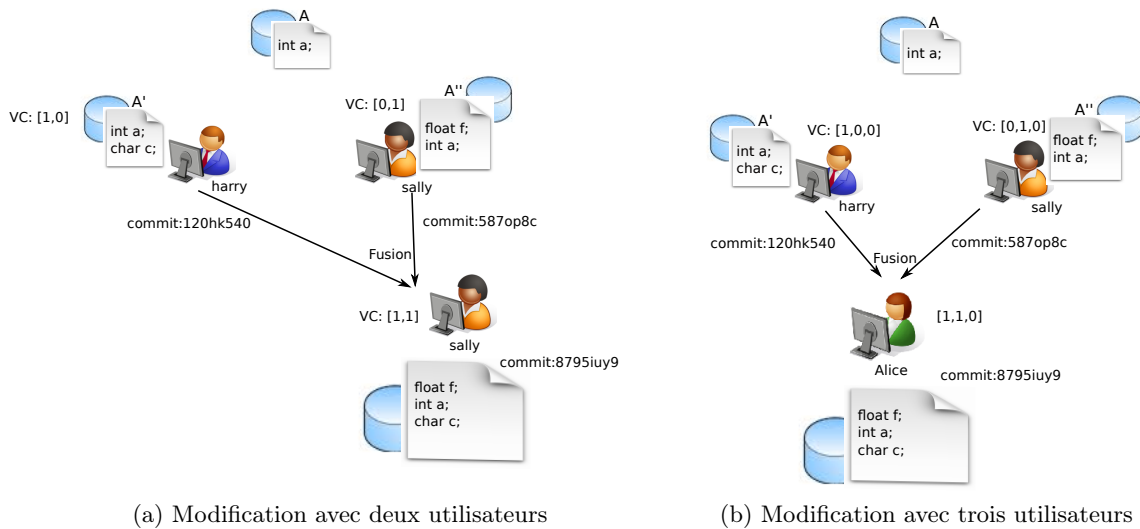 A
int a;
A'
VC: [1,0]
int a;
char c;
harry
VC: [0,1]
A''
float f;
int a;
sally
commit:120hk540
commit:587op8c
Fusion
VC: [1,1]
sally
commit:8795iuy9
float f;
int a;
char c;
(a) Modification avec deux utilisateurs
A
int a;
A'
VC: [1,0,0]
int a;
char c;
harry
A''
VC: [0,1,0]
float f;
int a;
sally
commit:120hk540
commit:587op8c
Fusion
[1,1,0]
Alice
commit:8795iuy9
float f;
int a;
char c;
(b) Modification avec trois utilisateurs